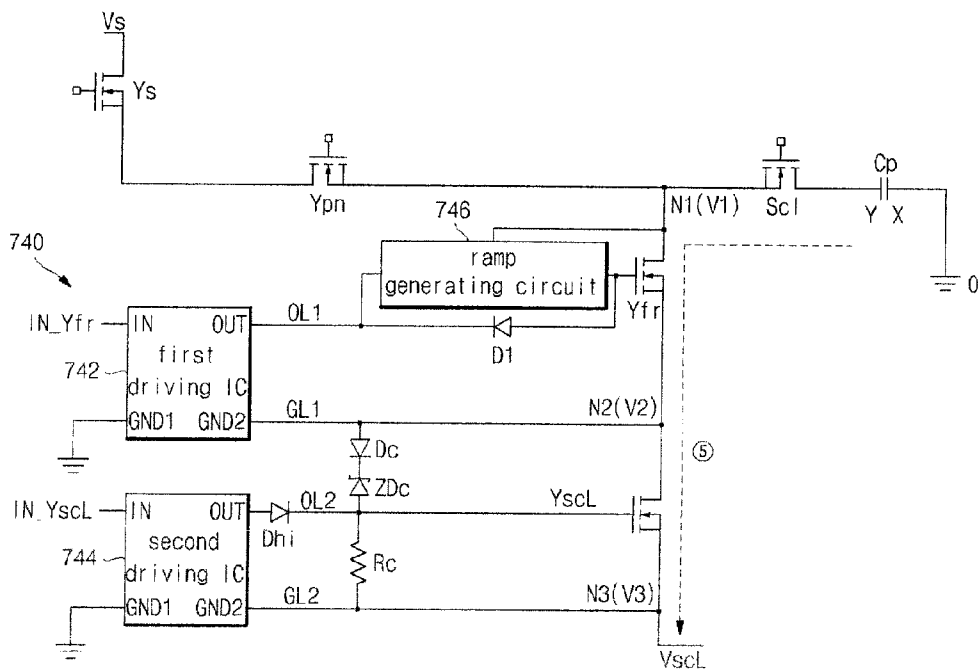 Vs
Ys
Ypn
N1(V1)
Scl
Cp
Y X
0
746
ramp
generating circuit
Yfr
740
IN_Yfr
IN OUT
OL1
D1
742
first
driving IC
GND1 GND2
GL1
N2(V2)
Dc
⑤
ZDc
IN_YscL
IN OUT
OL2
YscL
Dhi
744
second
driving IC
Rc
GND1 GND2
GL2
N3(V3)
VscL